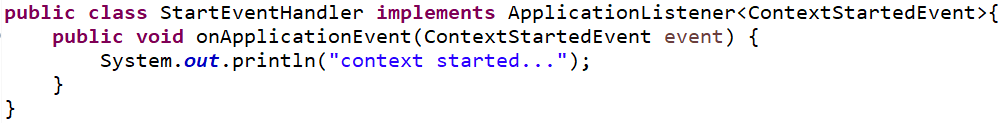 public class StartEventHandler implements ApplicationListener<ContextStartedEvent>{
    public void onApplicationEvent(ContextStartedEvent event) {
        System.out.println("context started...");
    }
}